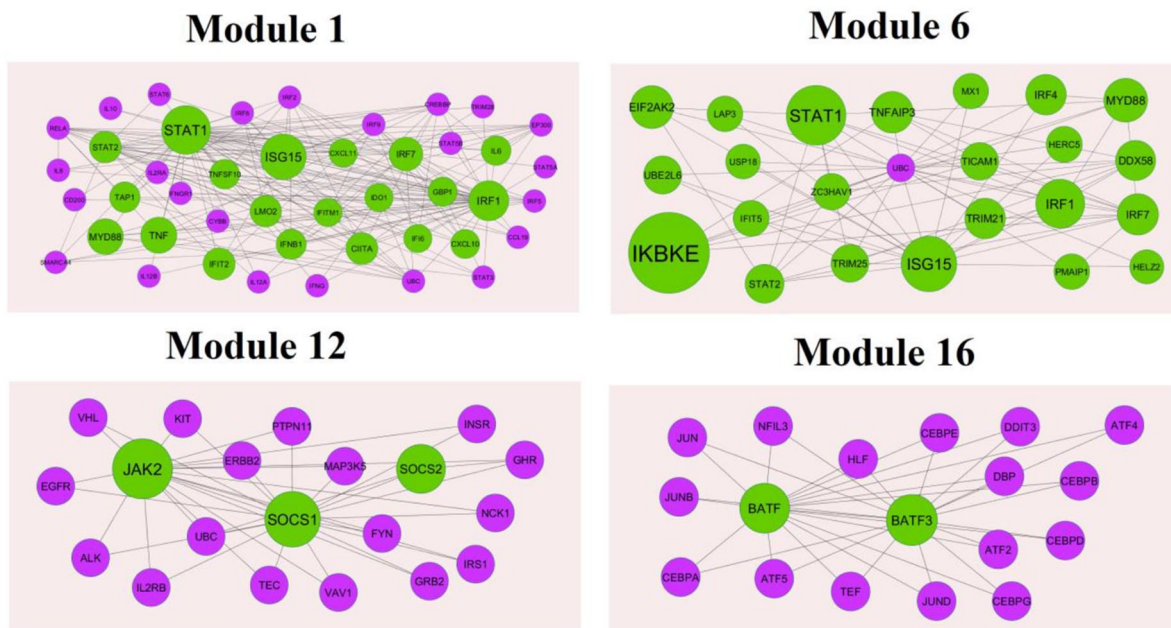 Module 1
STAT6
IL10
IRF2
IRF6
CREBBP
TRIM28
RELA
STAT1
IRF8
EP300
STAT2
ISG15
CXCL11
IRF7
STAT5B
IL6
IL2RA
TNFSF10
STAT5A
IFNGR1
IDO1
GBP1
TAP1
IRF1
IRF5
LMO2
IFITM1
CYBB
MYD88
TNF
IFNB1
CIITA
IFI6
CXCL10
CCL19
SMARCA4
IFIT2
IL12B
IL12A
IFNG
UBC
STAT3
Module 6
EIF2AK2
LAP3
STAT1
TNFAIP3
MX1
IRF4
MYD88
HERC5
USP18
UBC
TICAM1
DDX58
UBE2L6
ZC3HAV1
IFIT5
TRIM21
IRF1
IRF7
IKBKE
TRIM25
ISG15
STAT2
PMAIP1
HELZ2
Module 12
VHL
KIT
PTPN11
INSR
JAK2
ERBB2
MAP3K5
SOCS2
GHR
EGFR
SOCS1
NCK1
UBC
FYN
ALK
IRS1
IL2RB
TEC
VAV1
GRB2
Module 16
JUN
NFIL3
CEBPE
DDIT3
ATF4
HLF
DBP
CEBPB
JUNB
BATF
BATF3
CEBPD
ATF2
CEBPA
ATF5
TEF
JUND
CEBPG